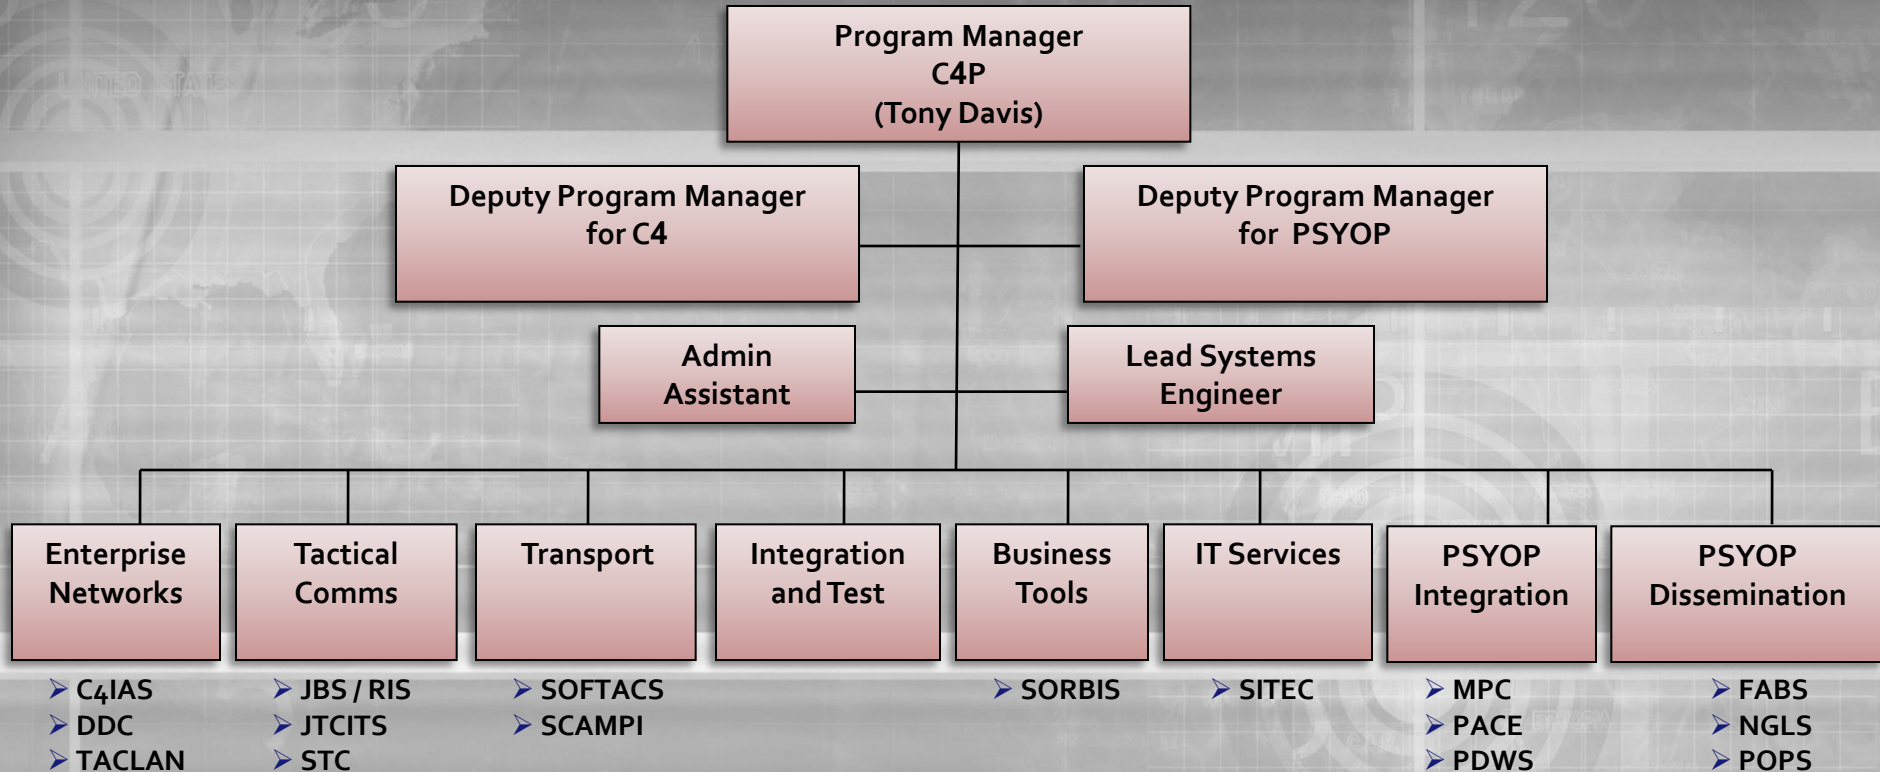 Program Manager
C4P
(Tony Davis)
Deputy Program Manager
for C4
Deputy Program Manager
for PSYOP
Admin
Assistant
Lead Systems
Engineer
Enterprise
Networks
Tactical
Comms
Transport
Integration
and Test
Business
Tools
IT Services
PSYOP
Integration
PSYOP
Dissemination
➢ C4IAS
➢ DDC
➢ TACLAN
➢ JBS / RIS
➢ JTCITS
➢ STC
➢ SOFTACS
➢ SCAMPI
➢ SORBIS
➢ SITEC
➢ MPC
➢ PACE
➢ PDWS
➢ FABS
➢ NGLS
➢ POPS
UNITED STATES